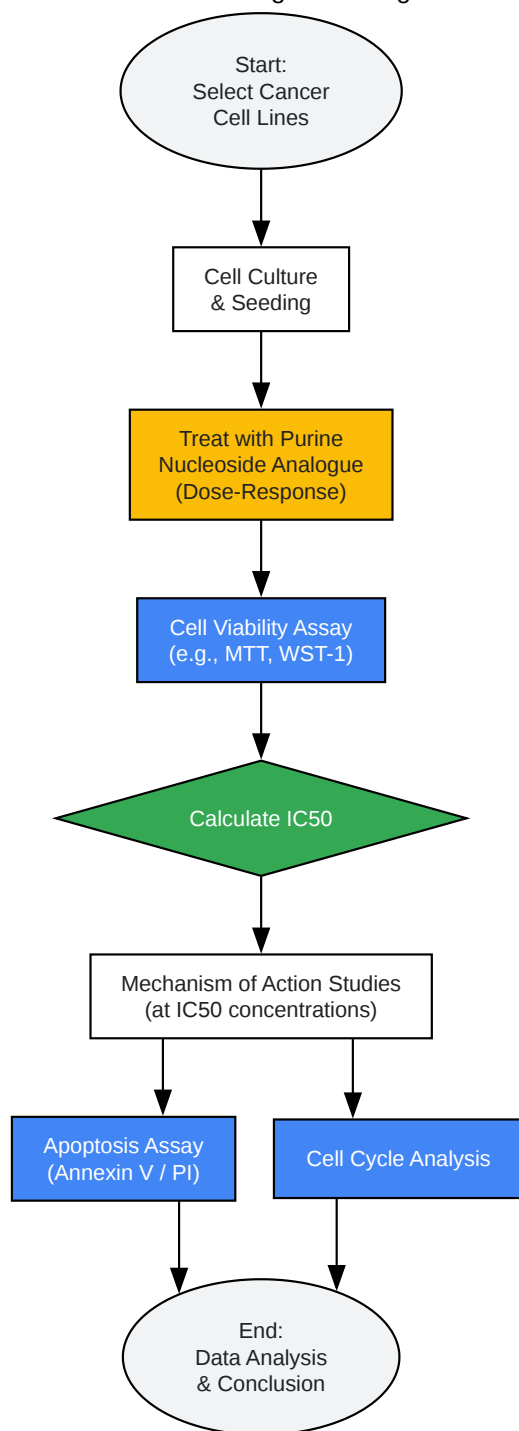 Start:
Select Cancer
Cell Lines
Cell Culture
& Seeding
Treat with Purine
Nucleoside Analogue
(Dose-Response)
Cell Viability Assay
(e.g., MTT, WST-1)
Calculate IC50
Mechanism of Action Studies
(at IC50 concentrations)
Apoptosis Assay
(Annexin V / PI)
Cell Cycle Analysis
End:
Data Analysis
& Conclusion